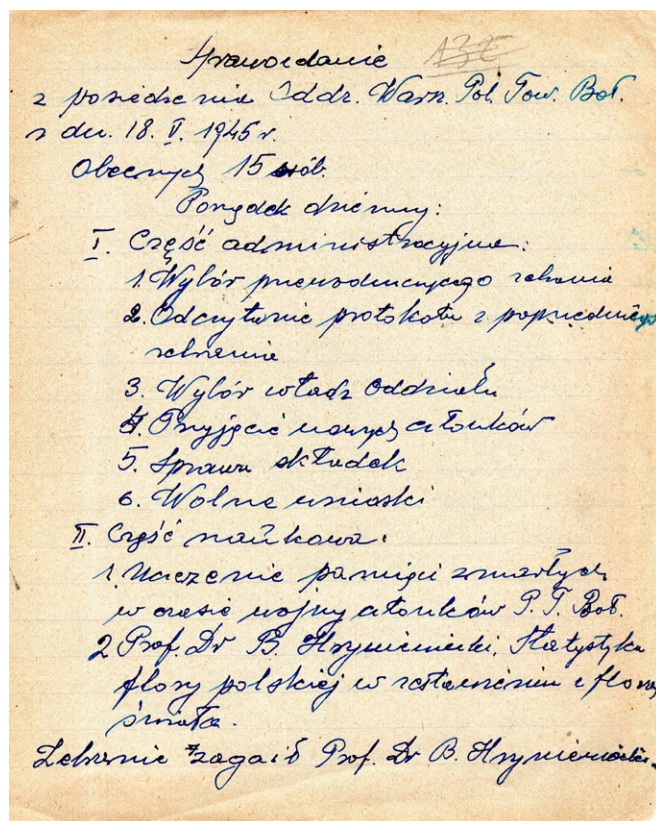 Sprawozdanie
z posiedzenia Oddz. Warsz. Pol. Tow. Bot.
z dn. 18. V. 1945 r.
Obecnych 15 osób.
Porządek dzienny:
I. Część administracyjna:
1. Wybór przewodniczącego zebrania
2. Odczytanie protokołu z poprzedniego
zebrania
3. Wybór władz Oddziału
4. Przyjęcie nowych członków
5. Sprawa składek
6. Wolne wnioski
II. Część naukowa:
1. Uczczenie pamięci zmarłych
w czasie wojny członków P. T. Bot.
2 Prof. Dr B. Hryniewiecki, Statystyka
flory polskiej w zestawieniu z florą
świata.
Zebranie zagaił Prof. Dr B. Hryniewiecki.